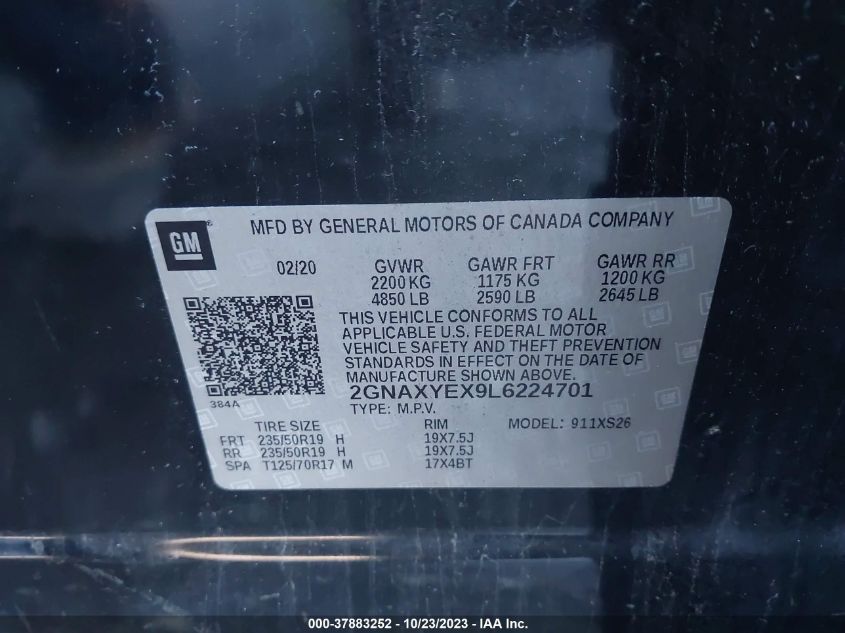 GM®
MFD BY GENERAL MOTORS OF CANADA COMPANY
02/20 GVWR GAWR FRT GAWR RR
2200 KG 1175 KG 1200 KG
4850 LB 2590 LB 2645 LB
THIS VEHICLE CONFORMS TO ALL
APPLICABLE U.S. FEDERAL MOTOR
VEHICLE SAFETY AND THEFT PREVENTION
STANDARDS IN EFFECT ON THE DATE OF
MANUFACTURE SHOWN ABOVE.
384A
2GNAXYEX9L6224701
TYPE: M.P.V.
TIRE SIZE RIM MODEL: 911XS26
FRT 235/50R19 H 19X7.5J
RR 235/50R19 H 19X7.5J
SPA T125/70R17 M 17X4BT
000-37883252 - 10/23/2023 - IAA Inc.